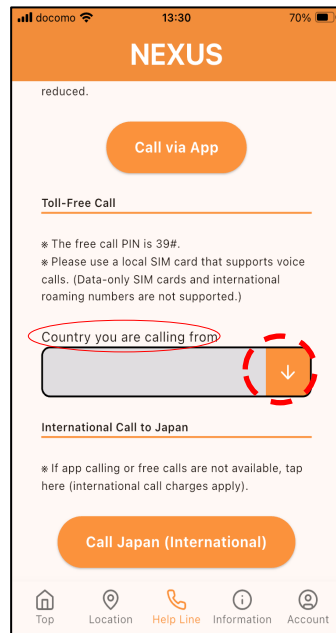 docomo 13:30 70%
NEXUS
reduced.
Call via App
Toll-Free Call
※ The free call PIN is 39#.
※ Please use a local SIM card that supports voice
calls. (Data-only SIM cards and international
roaming numbers are not supported.)
Country you are calling from
International Call to Japan
※ If app calling or free calls are not available, tap
here (international call charges apply).
Call Japan (International)
Top Location Help Line Information Account